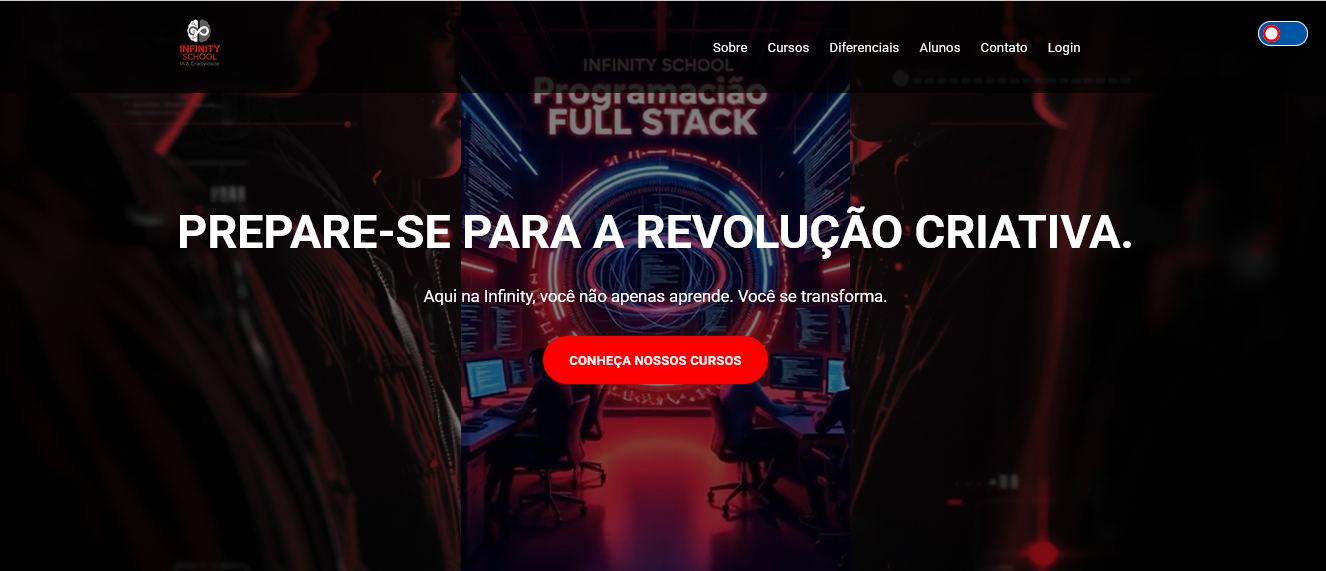 INFINITY
SCHOOL
IA & Criatividade
Sobre Cursos Diferenciais Alunos Contato Login
INFINITY SCHOOL
Programacião
FULL STACK
PREPARE-SE PARA A REVOLUÇÃO CRIATIVA.
Aqui na Infinity, você não apenas aprende. Você se transforma.
CONHEÇA NOSSOS CURSOS